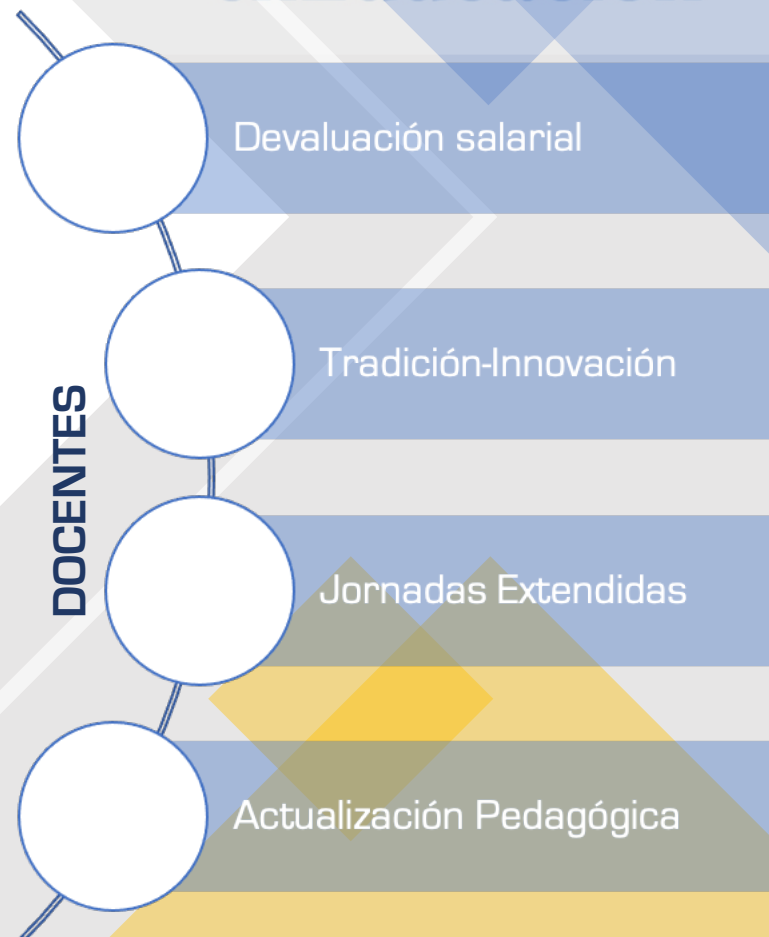 Devaluación salarial
Tradición-Innovación
DOCENTES
Jornadas Extendidas
Actualización Pedagógica